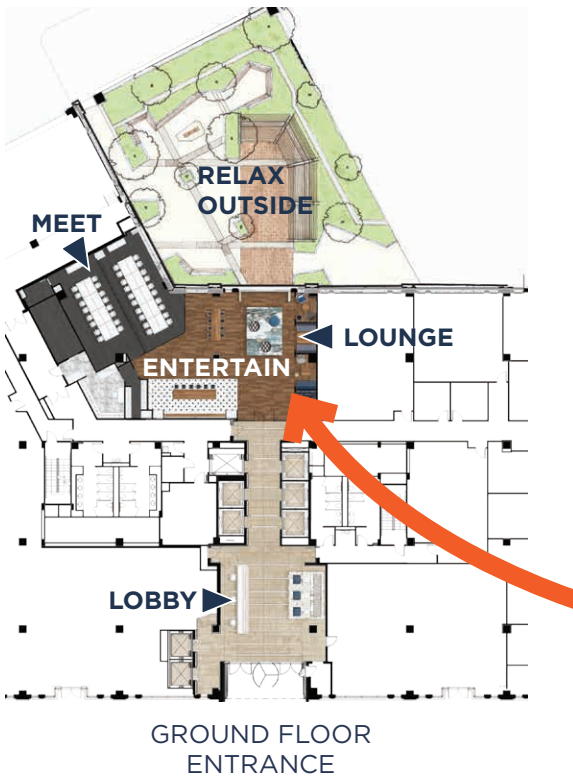 RELAX
OUTSIDE
MEET
LOUNGE
ENTERTAIN
LOBBY
GROUND FLOOR
ENTRANCE